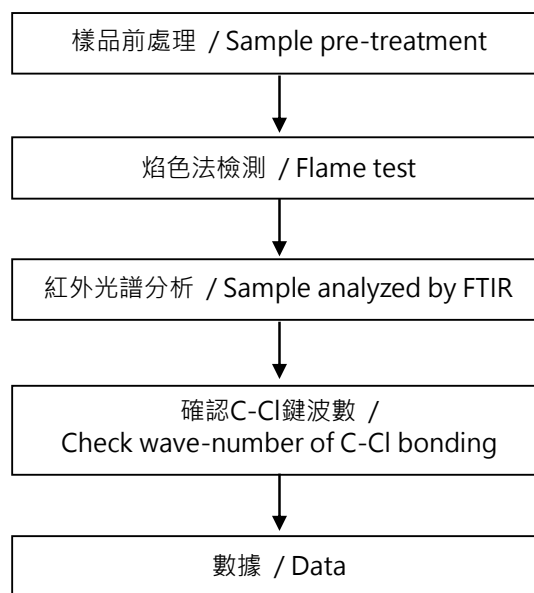 樣品前處理 / Sample pre-treatment
焰色法檢測 / Flame test
紅外光譜分析 / Sample analyzed by FTIR
確認C-Cl鍵波數 /
Check wave-number of C-Cl bonding
數據 / Data